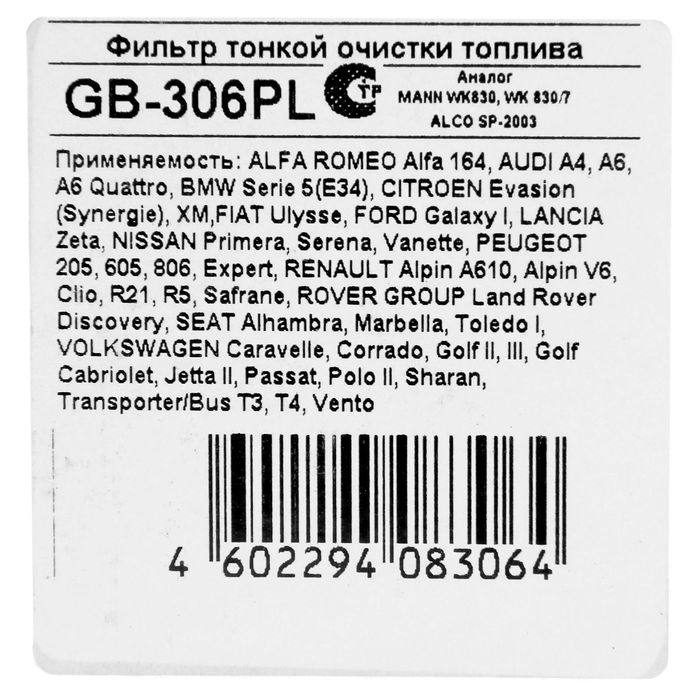 Фильтр тонкой очистки топлива
GB-306PL
ТР
Аналог
MANN WK830, WK 830/7
ALCO SP-2003
Применяемость: ALFA ROMEO Alfa 164, AUDI A4, A6,
A6 Quattro, BMW Serie 5(E34), CITROEN Evasion
(Synergie), XM,FIAT Ulysse, FORD Galaxy I, LANCIA
Zeta, NISSAN Primera, Serena, Vanette, PEUGEOT
205, 605, 806, Expert, RENAULT Alpin A610, Alpin V6,
Clio, R21, R5, Safrane, ROVER GROUP Land Rover
Discovery, SEAT Alhambra, Marbella, Toledo I,
VOLKSWAGEN Caravelle, Corrado, Golf II, III, Golf
Cabriolet, Jetta II, Passat, Polo II, Sharan,
Transporter/Bus T3, T4, Vento
4 602294 083064